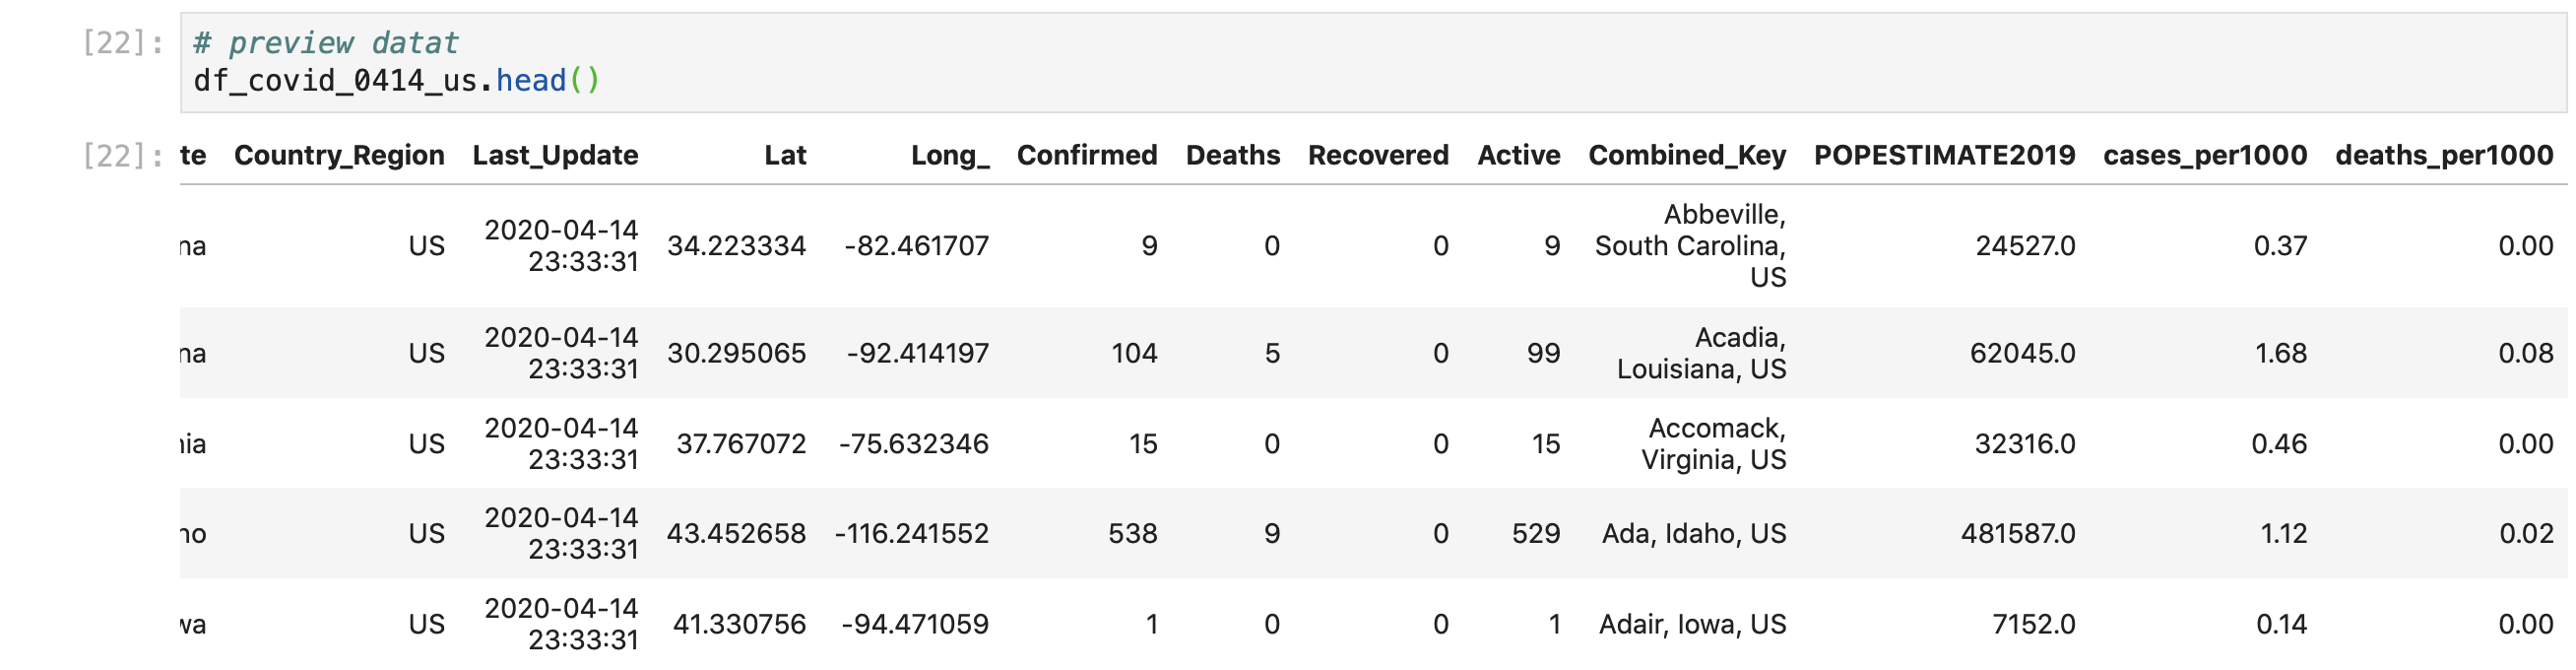 [22]: # preview datat
df_covid_0414_us.head()
[22]: te Country_Region Last_Update Lat Long_ Confirmed Deaths Recovered Active Combined_Key POPESTIMATE2019 cases_per1000 deaths_per1000
na US 2020-04-14 23:33:31 34.223334 -82.461707 9 0 0 9 Abbeville, South Carolina, US 24527.0 0.37 0.00
na US 2020-04-14 23:33:31 30.295065 -92.414197 104 5 0 99 Acadia, Louisiana, US 62045.0 1.68 0.08
nia US 2020-04-14 23:33:31 37.767072 -75.632346 15 0 0 15 Accomack, Virginia, US 32316.0 0.46 0.00
ho US 2020-04-14 23:33:31 43.452658 -116.241552 538 9 0 529 Ada, Idaho, US 481587.0 1.12 0.02
wa US 2020-04-14 23:33:31 41.330756 -94.471059 1 0 0 1 Adair, Iowa, US 7152.0 0.14 0.00